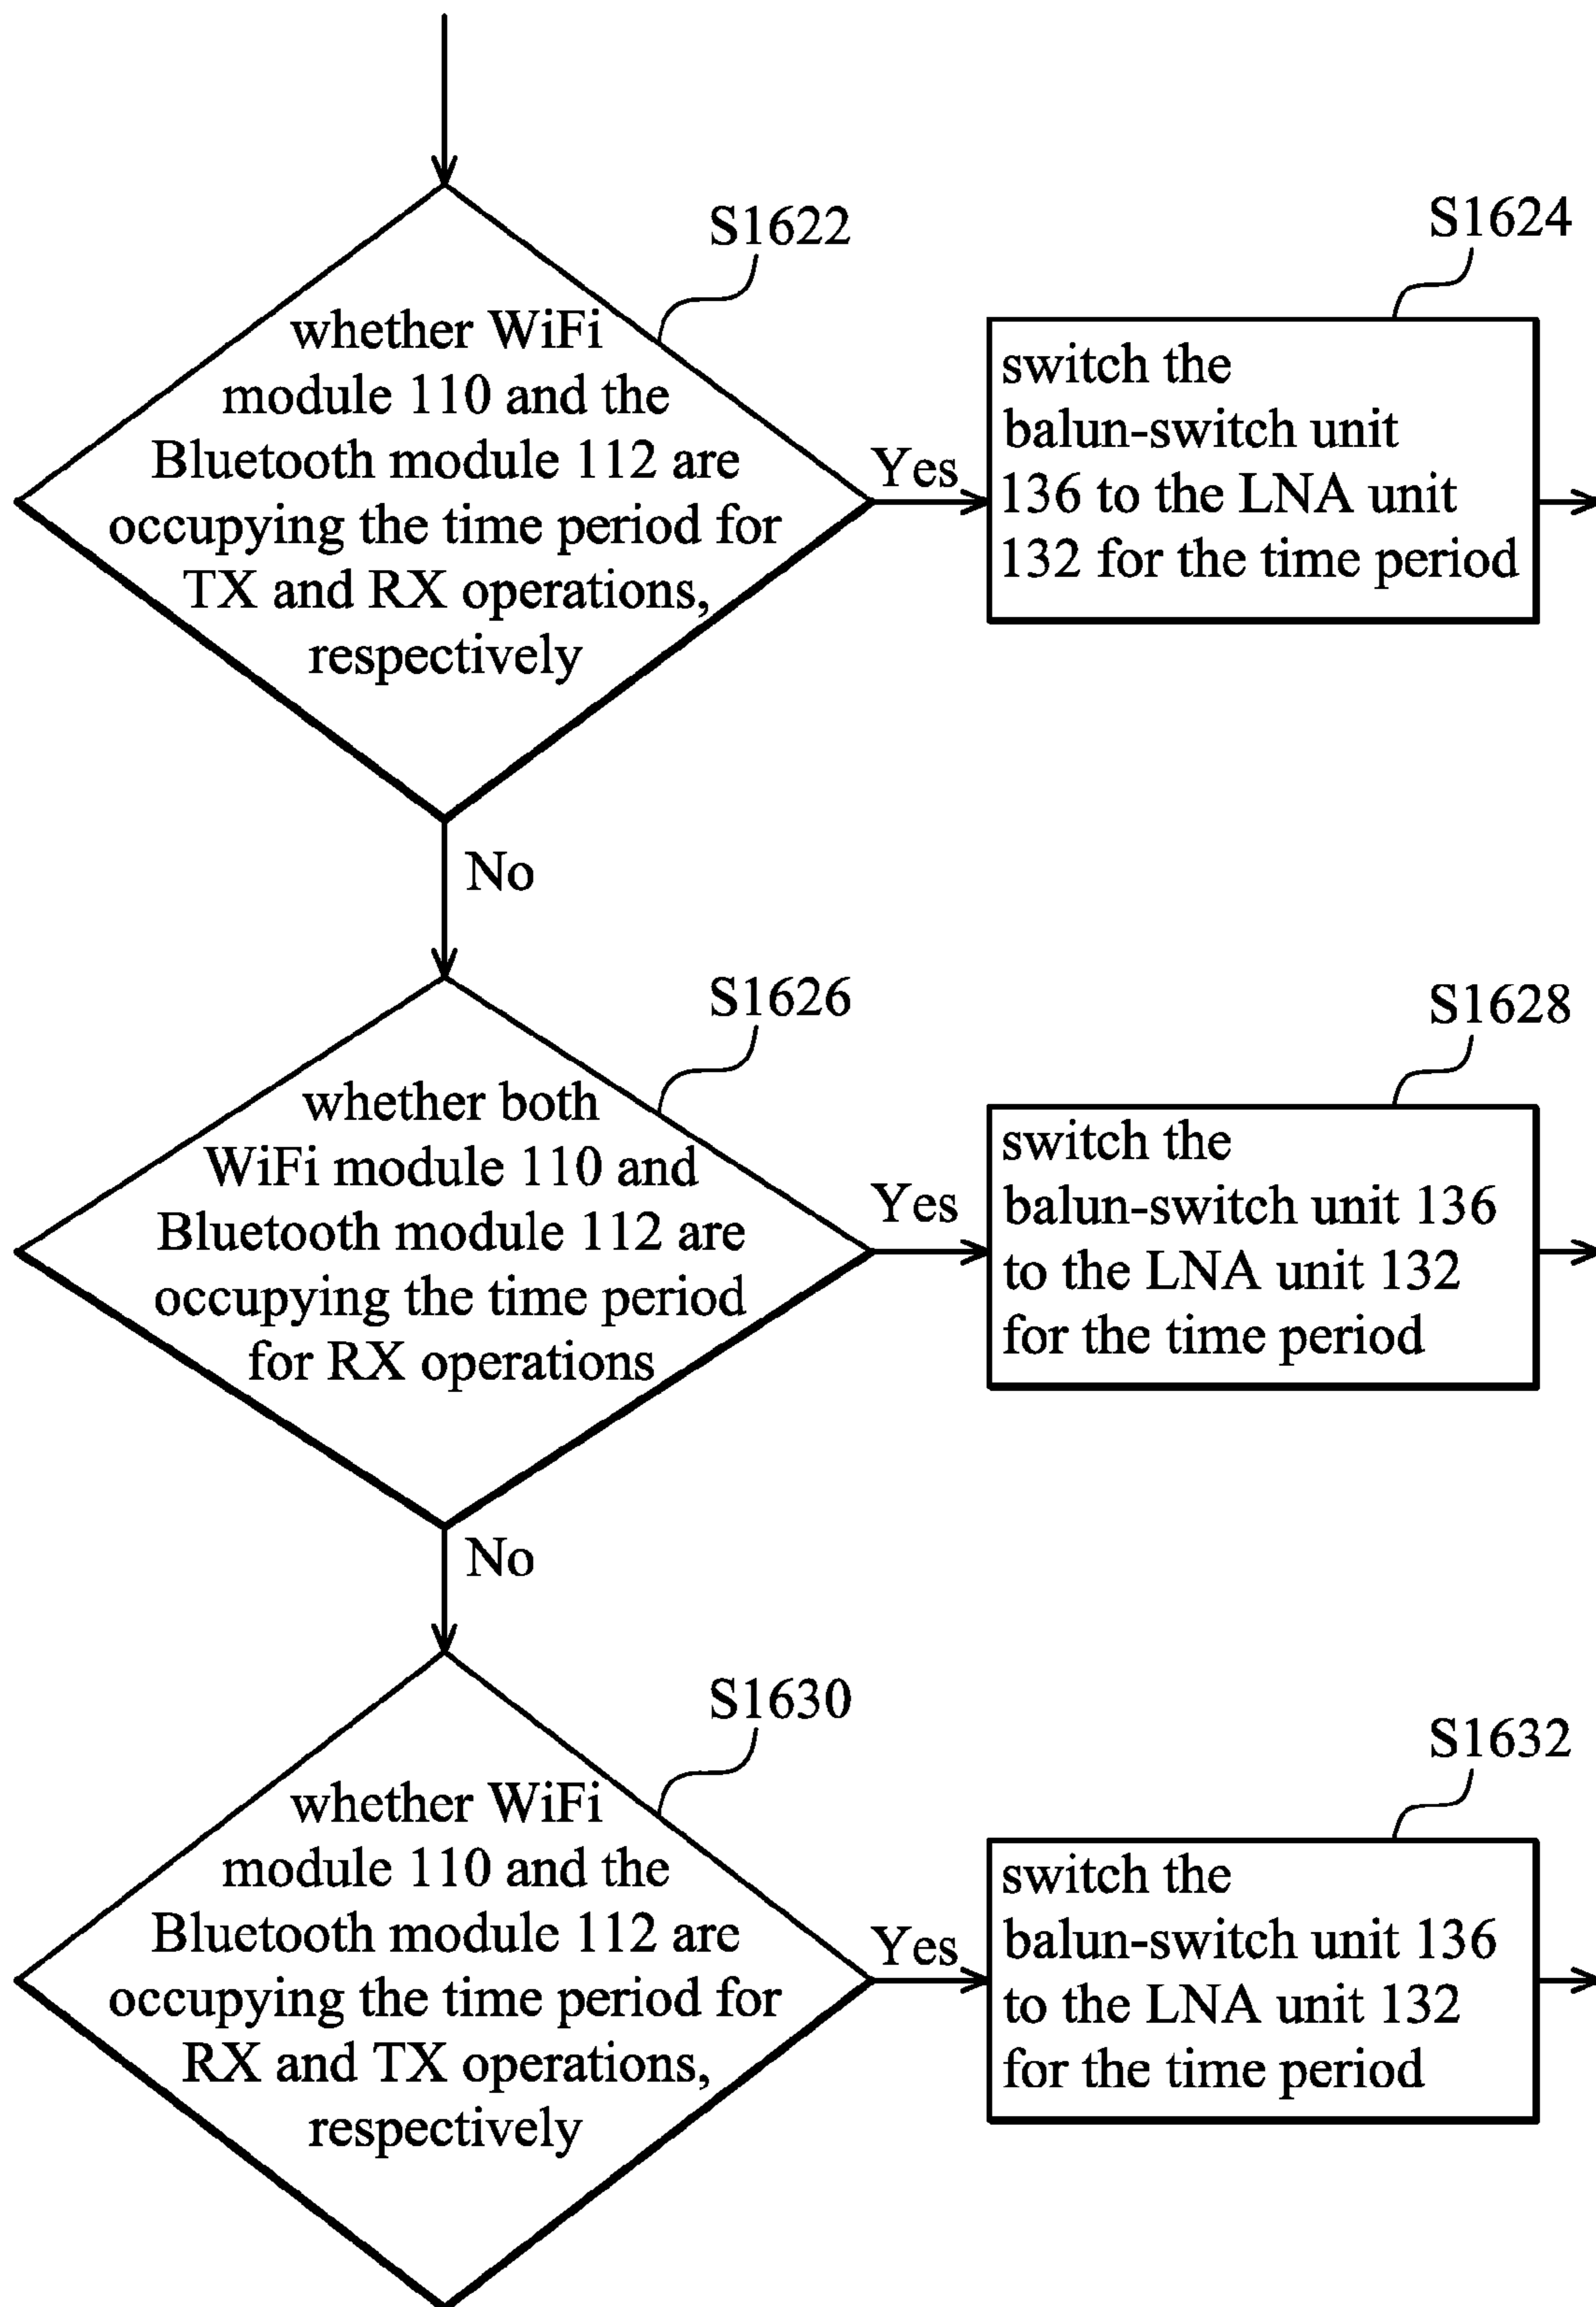 S1622
whether WiFi
module 110 and the
Bluetooth module 112 are
occupying the time period for
TX and RX operations,
respectively
Yes
S1624
switch the
balun-switch unit
136 to the LNA unit
132 for the time period
No
S1626
whether both
WiFi module 110 and
Bluetooth module 112 are
occupying the time period
for RX operations
Yes
S1628
switch the
balun-switch unit 136
to the LNA unit 132
for the time period
No
S1630
whether WiFi
module 110 and the
Bluetooth module 112 are
occupying the time period for
RX and TX operations,
respectively
Yes
S1632
switch the
balun-switch unit 136
to the LNA unit 132
for the time period